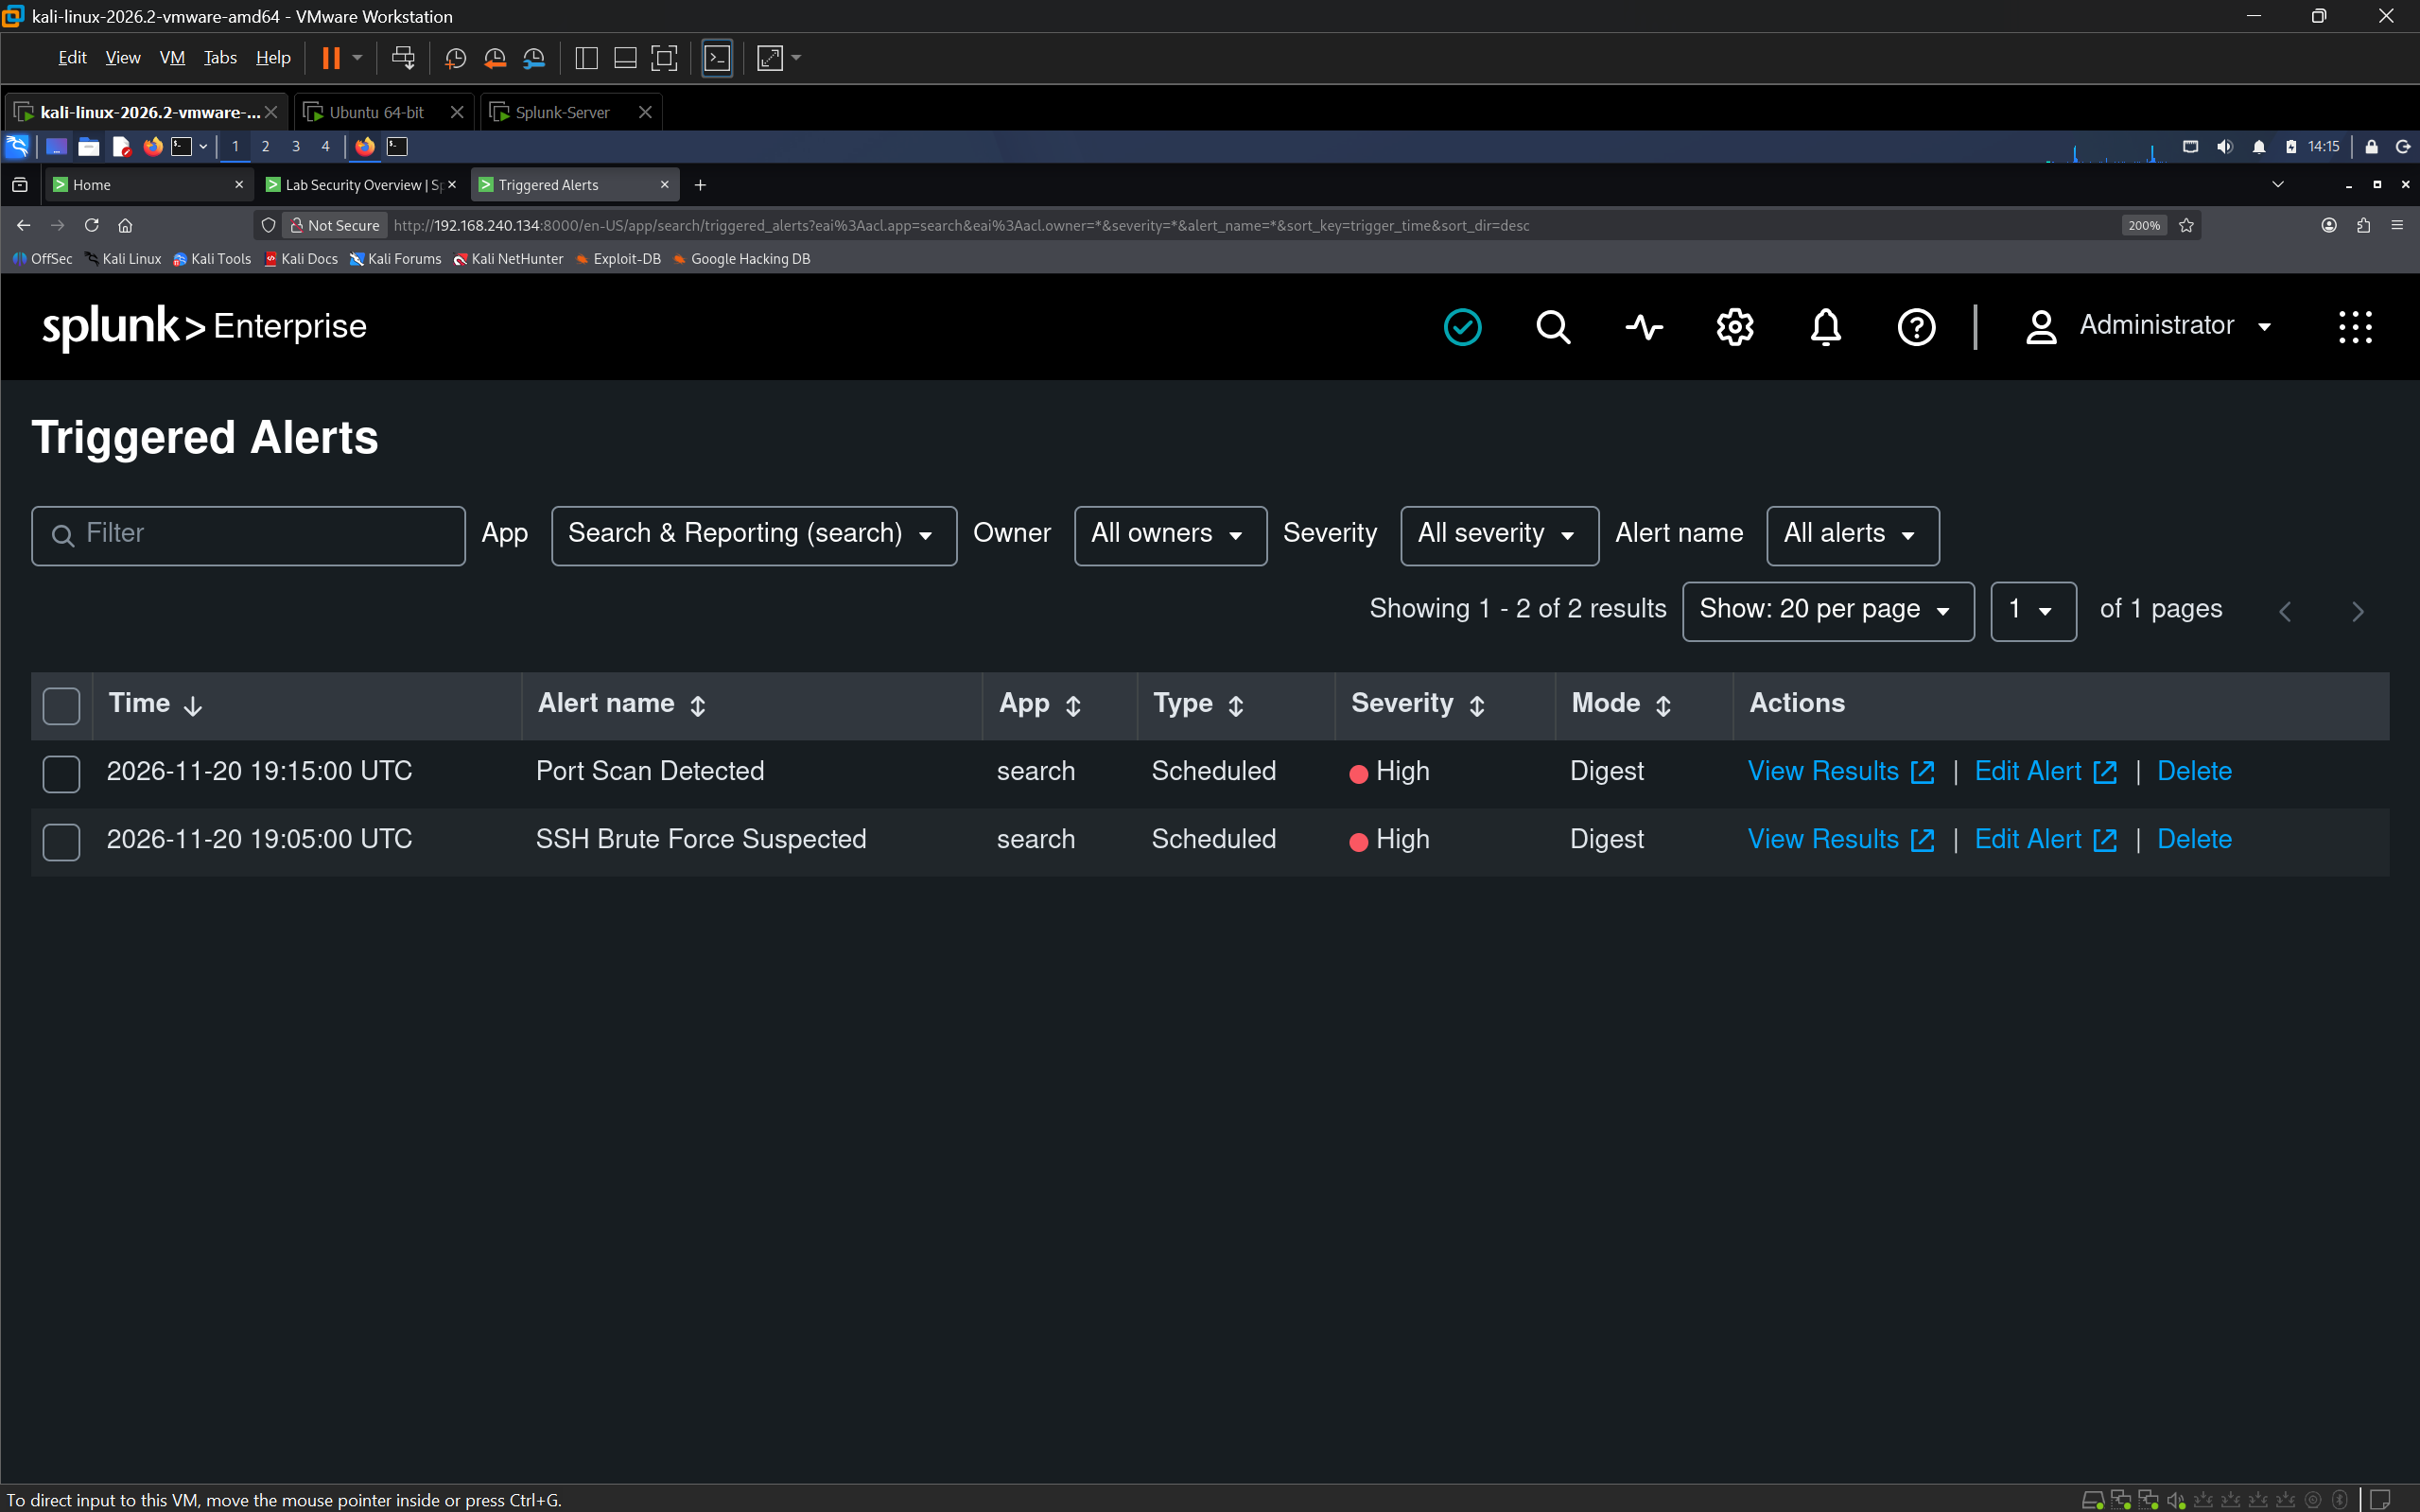 kali-linux-2026.2-vmware-amd64 - VMware Workstation
Edit View VM Tabs Help
kali-linux-2026.2-vmware-... Ubuntu 64-bit Splunk-Server
1 2 3 4 14:15
Home Lab Security Overview | Sp Triggered Alerts
Not Secure http://192.168.240.134:8000/en-US/app/search/triggered_alerts?eai%3Aacl.app=search&eai%3Aacl.owner=*&severity=*&alert_name=*&sort_key=trigger_time&sort_dir=desc 200%
OffSec Kali Linux Kali Tools Kali Docs Kali Forums Kali NetHunter Exploit-DB Google Hacking DB
splunk> Enterprise Administrator
Triggered Alerts
Filter App Search & Reporting (search) Owner All owners Severity All severity Alert name All alerts
Showing 1 - 2 of 2 results Show: 20 per page 1 of 1 pages
Time Alert name App Type Severity Mode Actions
2026-11-20 19:15:00 UTC Port Scan Detected search Scheduled High Digest View Results | Edit Alert | Delete
2026-11-20 19:05:00 UTC SSH Brute Force Suspected search Scheduled High Digest View Results | Edit Alert | Delete
To direct input to this VM, move the mouse pointer inside or press Ctrl+G.